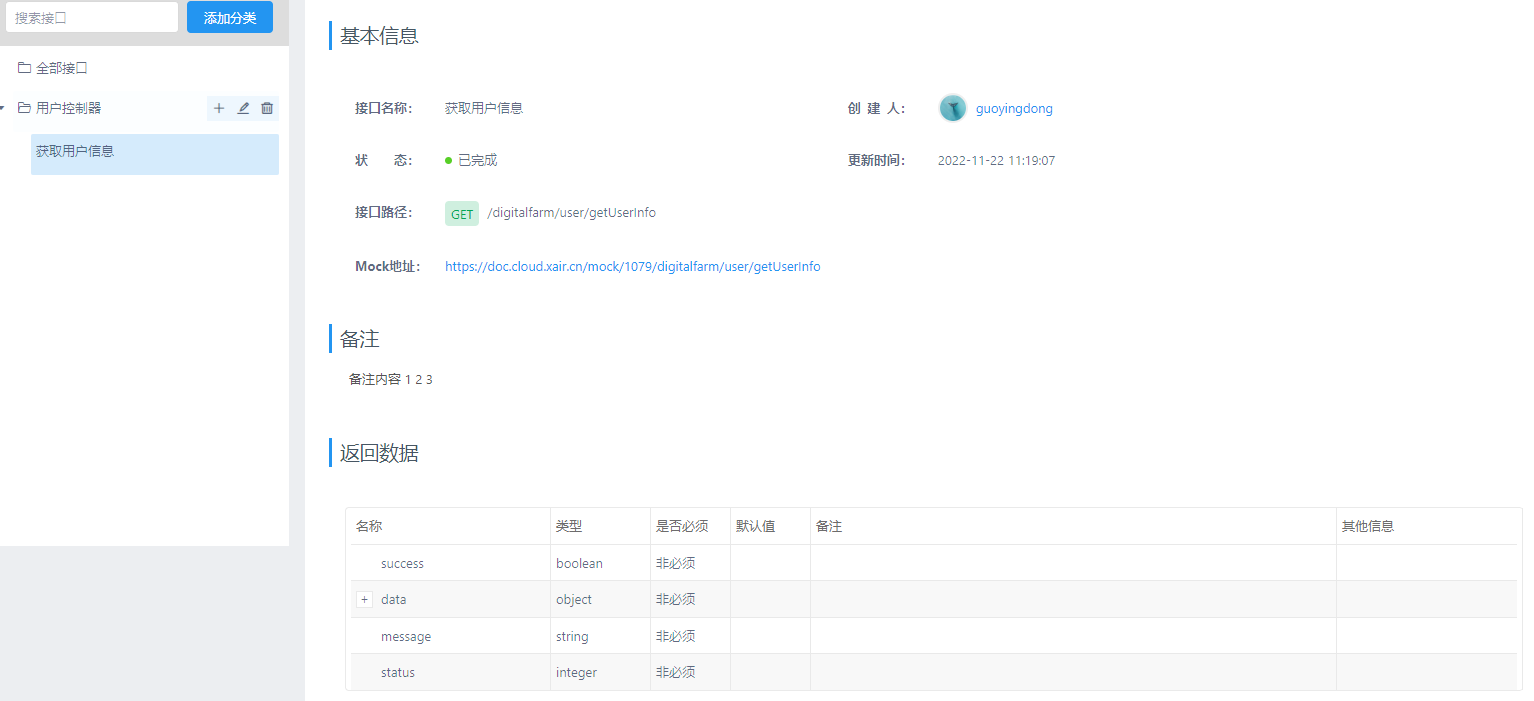 搜索接口
添加分类
全部接口
用户控制器
获取用户信息
基本信息
接口名称： 获取用户信息
创 建 人： guoyingdong
状 态： 已完成
更新时间： 2022-11-22 11:19:07
接口路径： GET /digitalfarm/user/getUserInfo
Mock地址： https://doc.cloud.xair.cn/mock/1079/digitalfarm/user/getUserInfo
备注
备注内容 1 2 3
返回数据
名称 类型 是否必须 默认值 备注 其他信息
success boolean 非必须
data object 非必须
message string 非必须
status integer 非必须